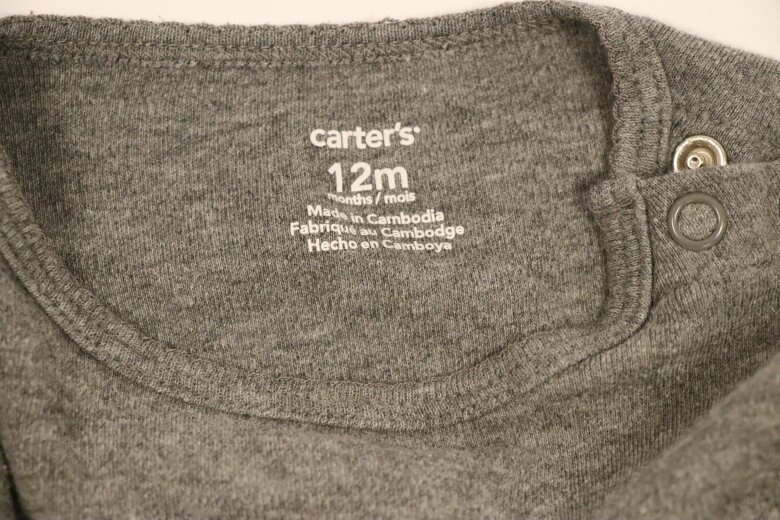 carter's®
12m
months / mois
Made in Cambodia
Fabriqué au Cambodge
Hecho en Camboya